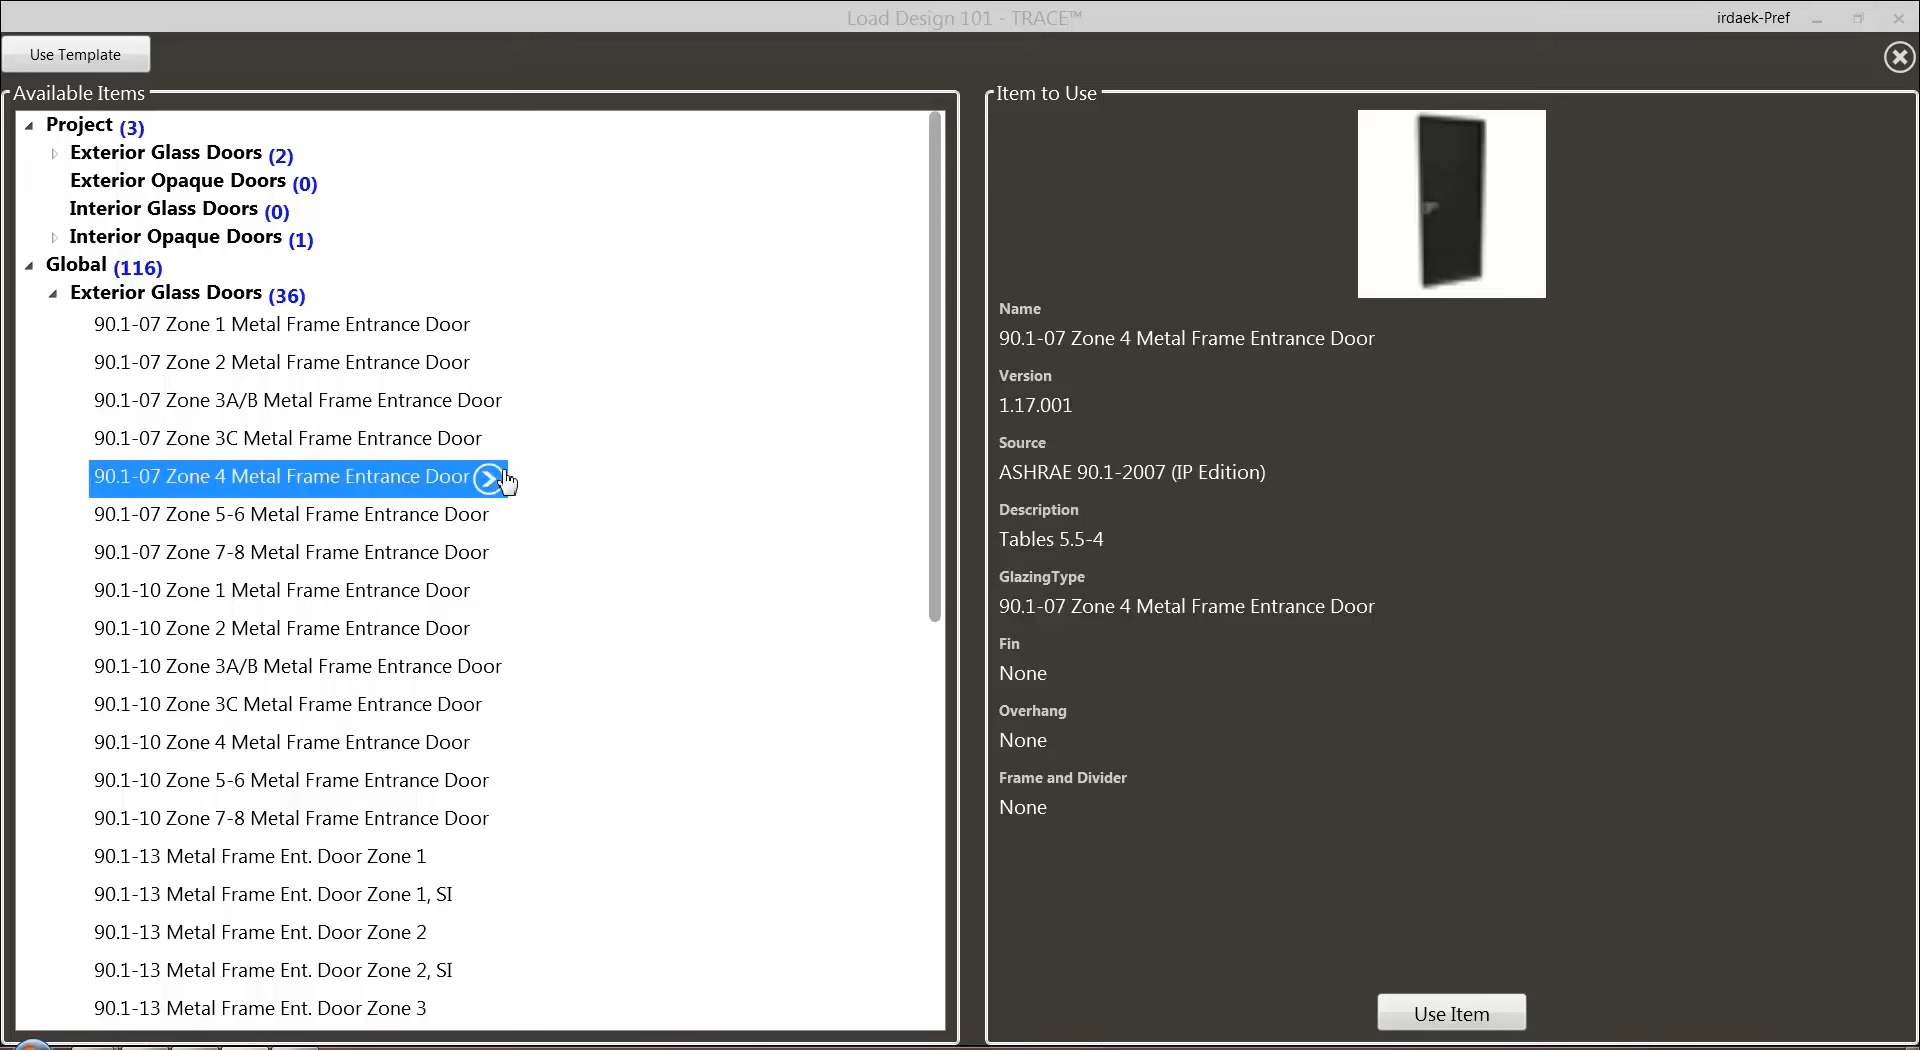 Load Design 101 - TRACE™
irdaek-Pref
Use Template
Available Items
Project (3)
Exterior Glass Doors (2)
Exterior Opaque Doors (0)
Interior Glass Doors (0)
Interior Opaque Doors (1)
Global (116)
Exterior Glass Doors (36)
90.1-07 Zone 1 Metal Frame Entrance Door
90.1-07 Zone 2 Metal Frame Entrance Door
90.1-07 Zone 3A/B Metal Frame Entrance Door
90.1-07 Zone 3C Metal Frame Entrance Door
90.1-07 Zone 4 Metal Frame Entrance Door
90.1-07 Zone 5-6 Metal Frame Entrance Door
90.1-07 Zone 7-8 Metal Frame Entrance Door
90.1-10 Zone 1 Metal Frame Entrance Door
90.1-10 Zone 2 Metal Frame Entrance Door
90.1-10 Zone 3A/B Metal Frame Entrance Door
90.1-10 Zone 3C Metal Frame Entrance Door
90.1-10 Zone 4 Metal Frame Entrance Door
90.1-10 Zone 5-6 Metal Frame Entrance Door
90.1-10 Zone 7-8 Metal Frame Entrance Door
90.1-13 Metal Frame Ent. Door Zone 1
90.1-13 Metal Frame Ent. Door Zone 1, SI
90.1-13 Metal Frame Ent. Door Zone 2
90.1-13 Metal Frame Ent. Door Zone 2, SI
90.1-13 Metal Frame Ent. Door Zone 3
Item to Use
Name
90.1-07 Zone 4 Metal Frame Entrance Door
Version
1.17.001
Source
ASHRAE 90.1-2007 (IP Edition)
Description
Tables 5.5-4
GlazingType
90.1-07 Zone 4 Metal Frame Entrance Door
Fin
None
Overhang
None
Frame and Divider
None
Use Item